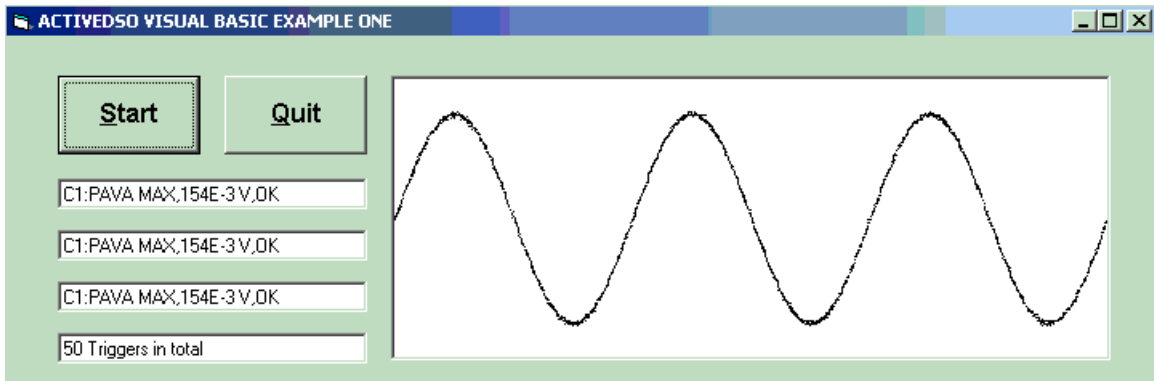 ACTIVEDSO VISUAL BASIC EXAMPLE ONE
Start
Quit
C1:PAVA MAX,154E-3 V,OK
C1:PAVA MAX,154E-3 V,OK
C1:PAVA MAX,154E-3 V,OK
50 Triggers in total